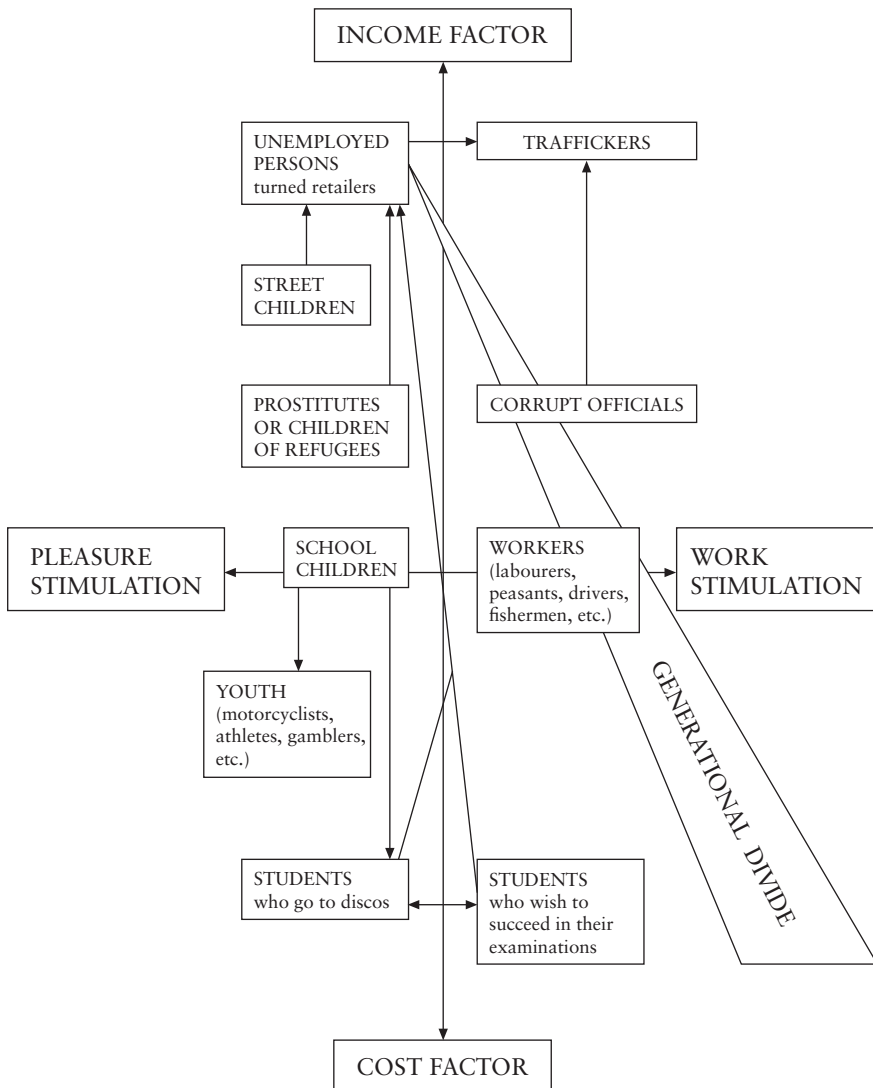 INCOME FACTOR
UNEMPLOYED
PERSONS
turned retailers
TRAFFICKERS
STREET
CHILDREN
PROSTITUTES
OR CHILDREN
OF REFUGEES
CORRUPT OFFICIALS
PLEASURE
STIMULATION
SCHOOL
CHILDREN
WORKERS
(labourers,
peasants, drivers,
fishermen, etc.)
WORK
STIMULATION
YOUTH
(motorcyclists,
athletes, gamblers,
etc.)
GENERATIONAL DIVIDE
STUDENTS
who go to discos
STUDENTS
who wish to
succeed in their
examinations
COST FACTOR